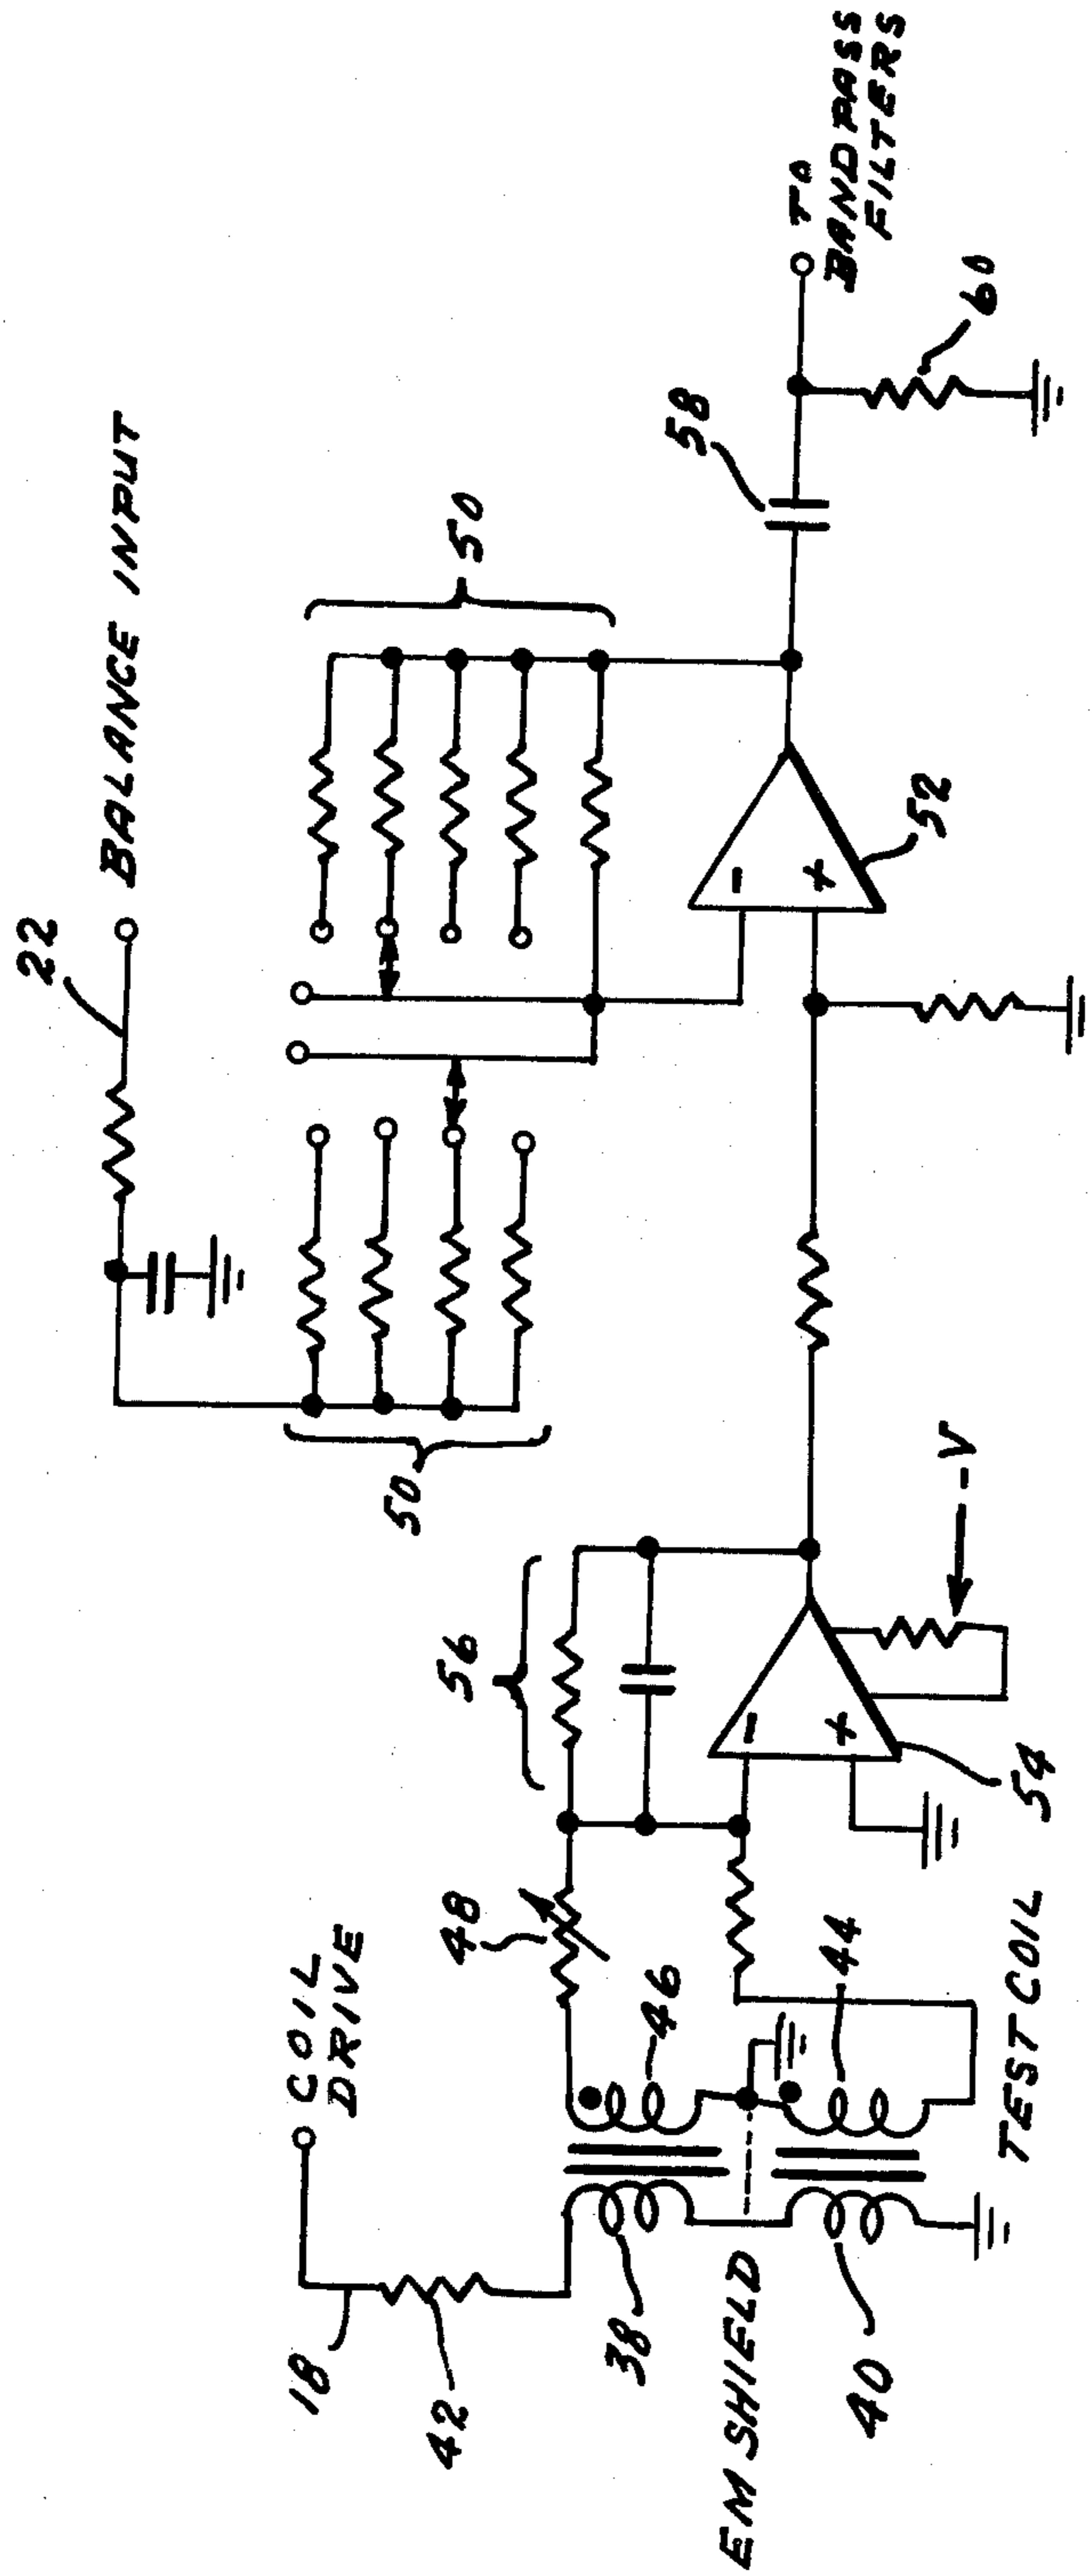 22
BALANCE INPUT
COIL
DRIVE
18
42
50
50
48
56
58
TO
BANDPASS
FILTERS
60
38
46
EM SHIELD
40
44
TEST COIL
-
+
54
-V
-
+
52